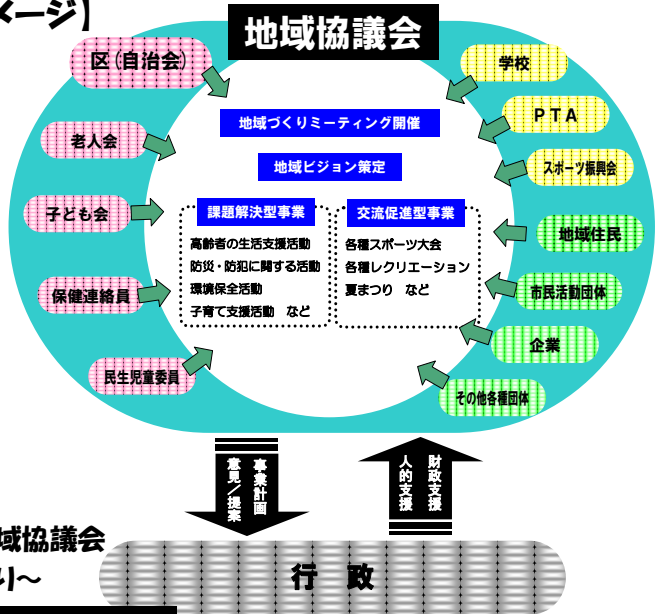 メージ】
地域協議会
区(自治会)
老人会
子ども会
保健連絡員
民生児童委員
学校
PTA
スポーツ振興会
地域住民
市民活動団体
企業
その他各種団体
地域づくりミーティング開催
地域ビジョン策定
課題解決型事業
高齢者の生活支援活動
防災・防犯に関する活動
環境保全活動
子育て支援活動 など
交流促進型事業
各種スポーツ大会
各種レクリエーション
夏まつり など
事業計画
意見/提案
財政支援
人的支援
域協議会
り~
行 政